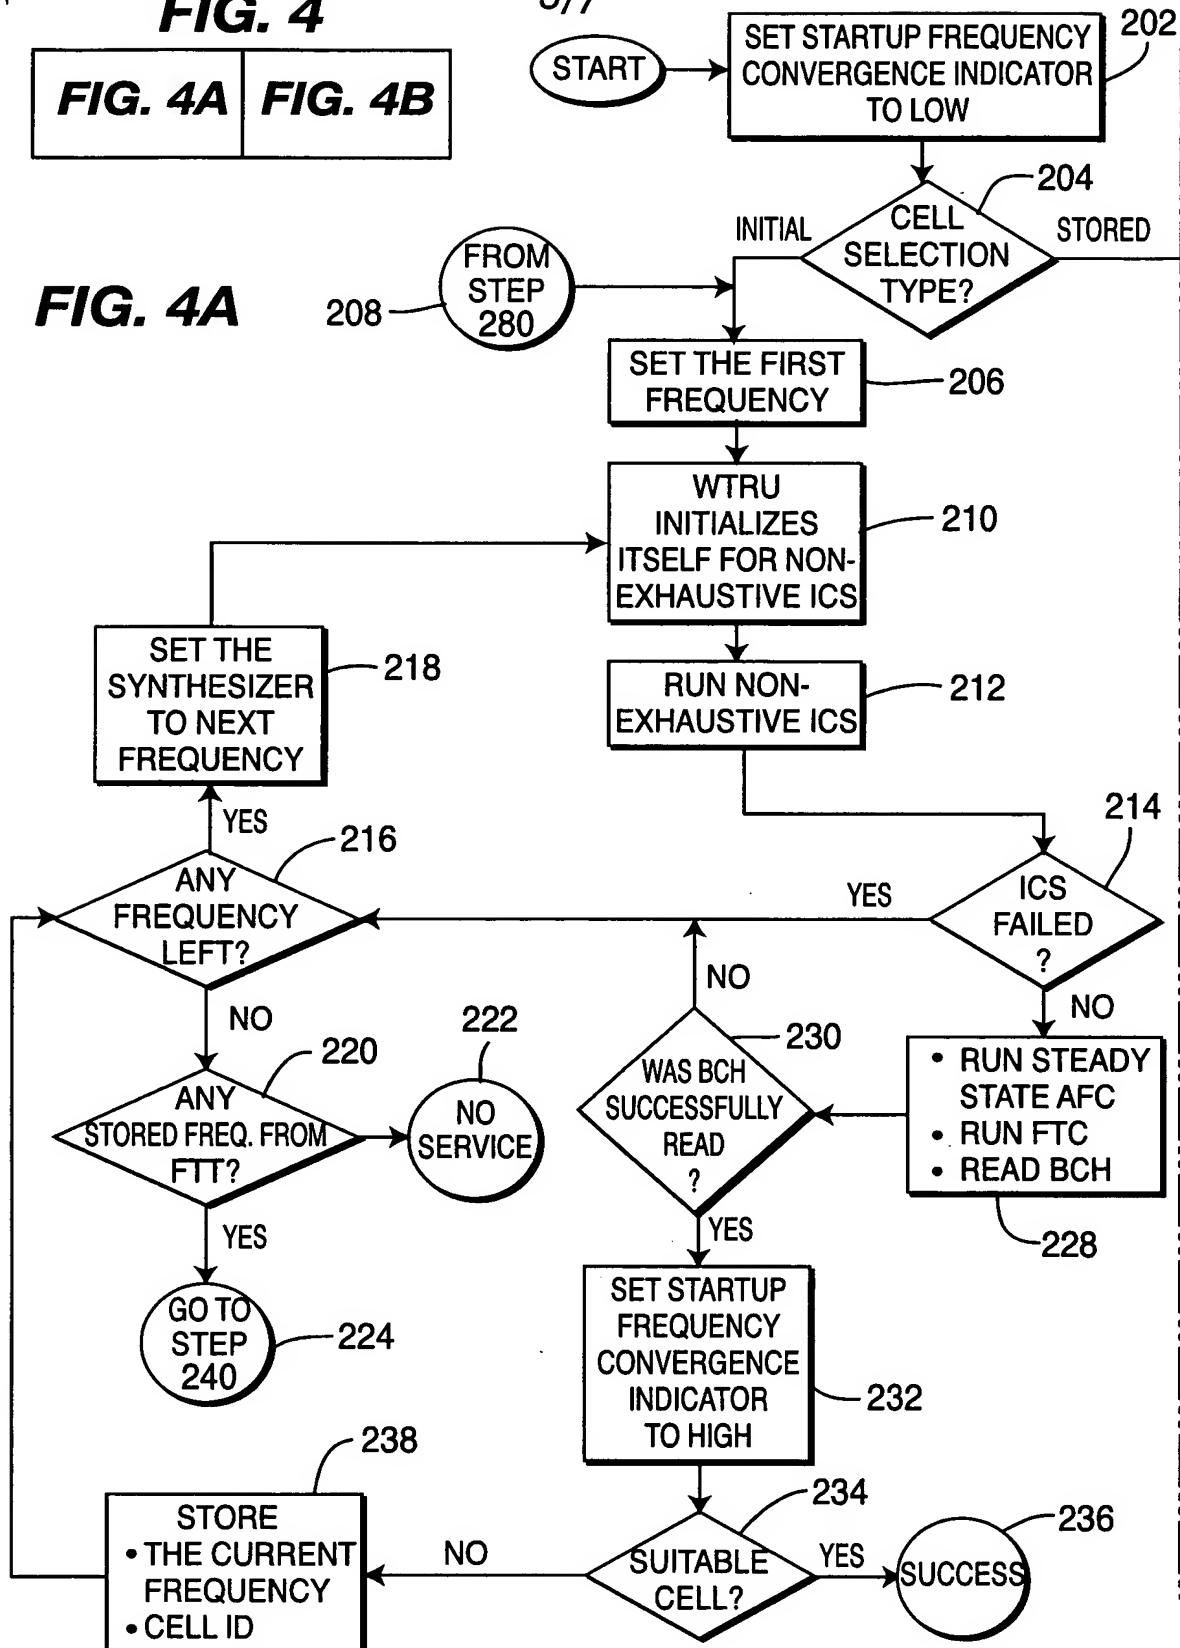 FIG. 4
FIG. 4A
FIG. 4B
START
SET STARTUP FREQUENCY
CONVERGENCE INDICATOR
TO LOW
202
204
CELL
SELECTION
TYPE?
INITIAL
STORED
FIG. 4A
208
FROM
STEP
280
SET THE FIRST
FREQUENCY
206
WTRU
INITIALIZES
ITSELF FOR NON-
EXHAUSTIVE ICS
210
SET THE
SYNTHESIZER
TO NEXT
FREQUENCY
218
RUN NON-
EXHAUSTIVE ICS
212
YES
216
ANY
FREQUENCY
LEFT?
214
ICS
FAILED
?
YES
NO
NO
NO
220
ANY
STORED FREQ. FROM
FTT?
222
NO
SERVICE
230
WAS BCH
SUCCESSFULLY
READ
?
• RUN STEADY
STATE AFC
• RUN FTC
• READ BCH
228
YES
GO TO
STEP
240
224
YES
SET STARTUP
FREQUENCY
CONVERGENCE
INDICATOR
TO HIGH
232
238
STORE
• THE CURRENT
FREQUENCY
• CELL ID
NO
234
SUITABLE
CELL?
YES
236
SUCCESS